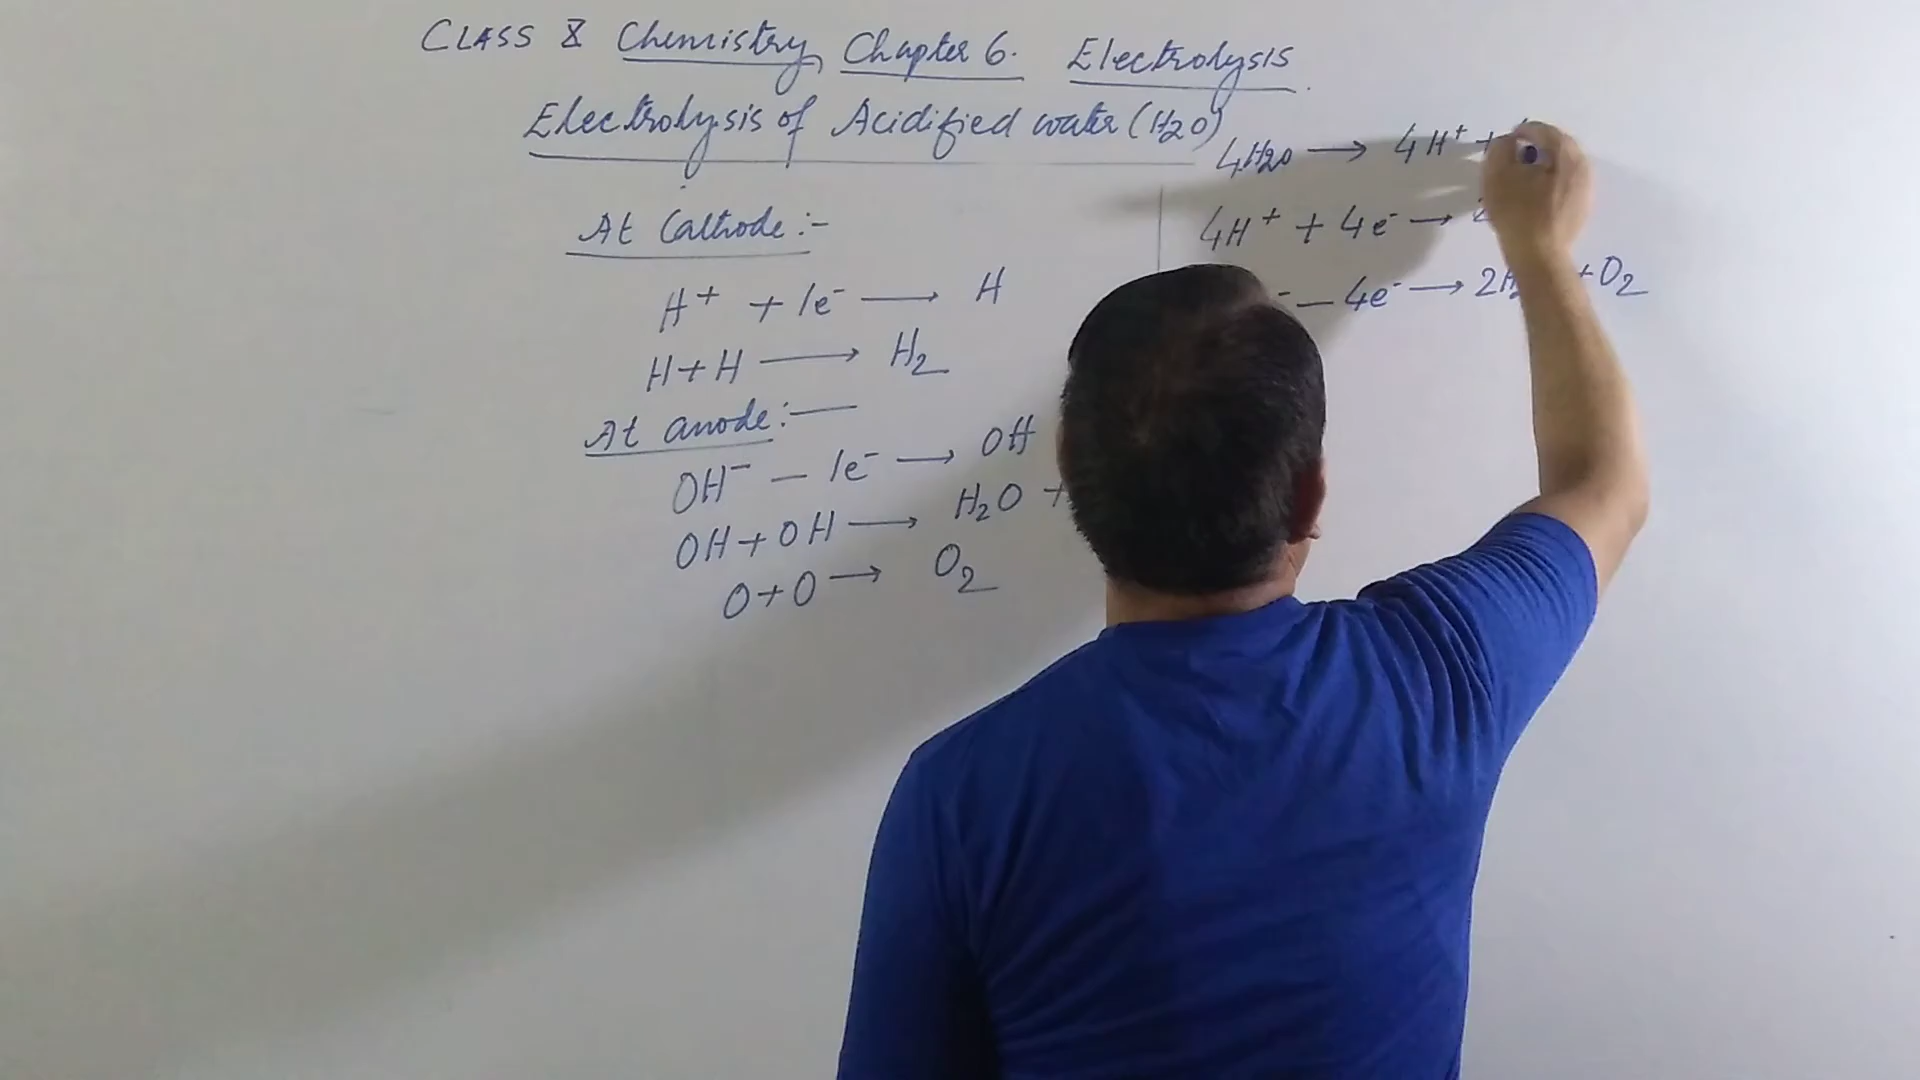 CLASS X Chemistry Chapter 6. Electrolysis
Electrolysis of Acidified water (H2O)
At Cathode :-
H⁺ + 1e⁻ ⟶ H
H+H ⟶ H₂
At anode :—
OH⁻ — 1e⁻ ⟶ OH
OH+OH ⟶ H₂O +
O+O ⟶ O₂
4H2O ⟶ 4H⁺ +
4H⁺ + 4e⁻ ⟶
⁻ — 4e⁻ ⟶ 2H +O₂